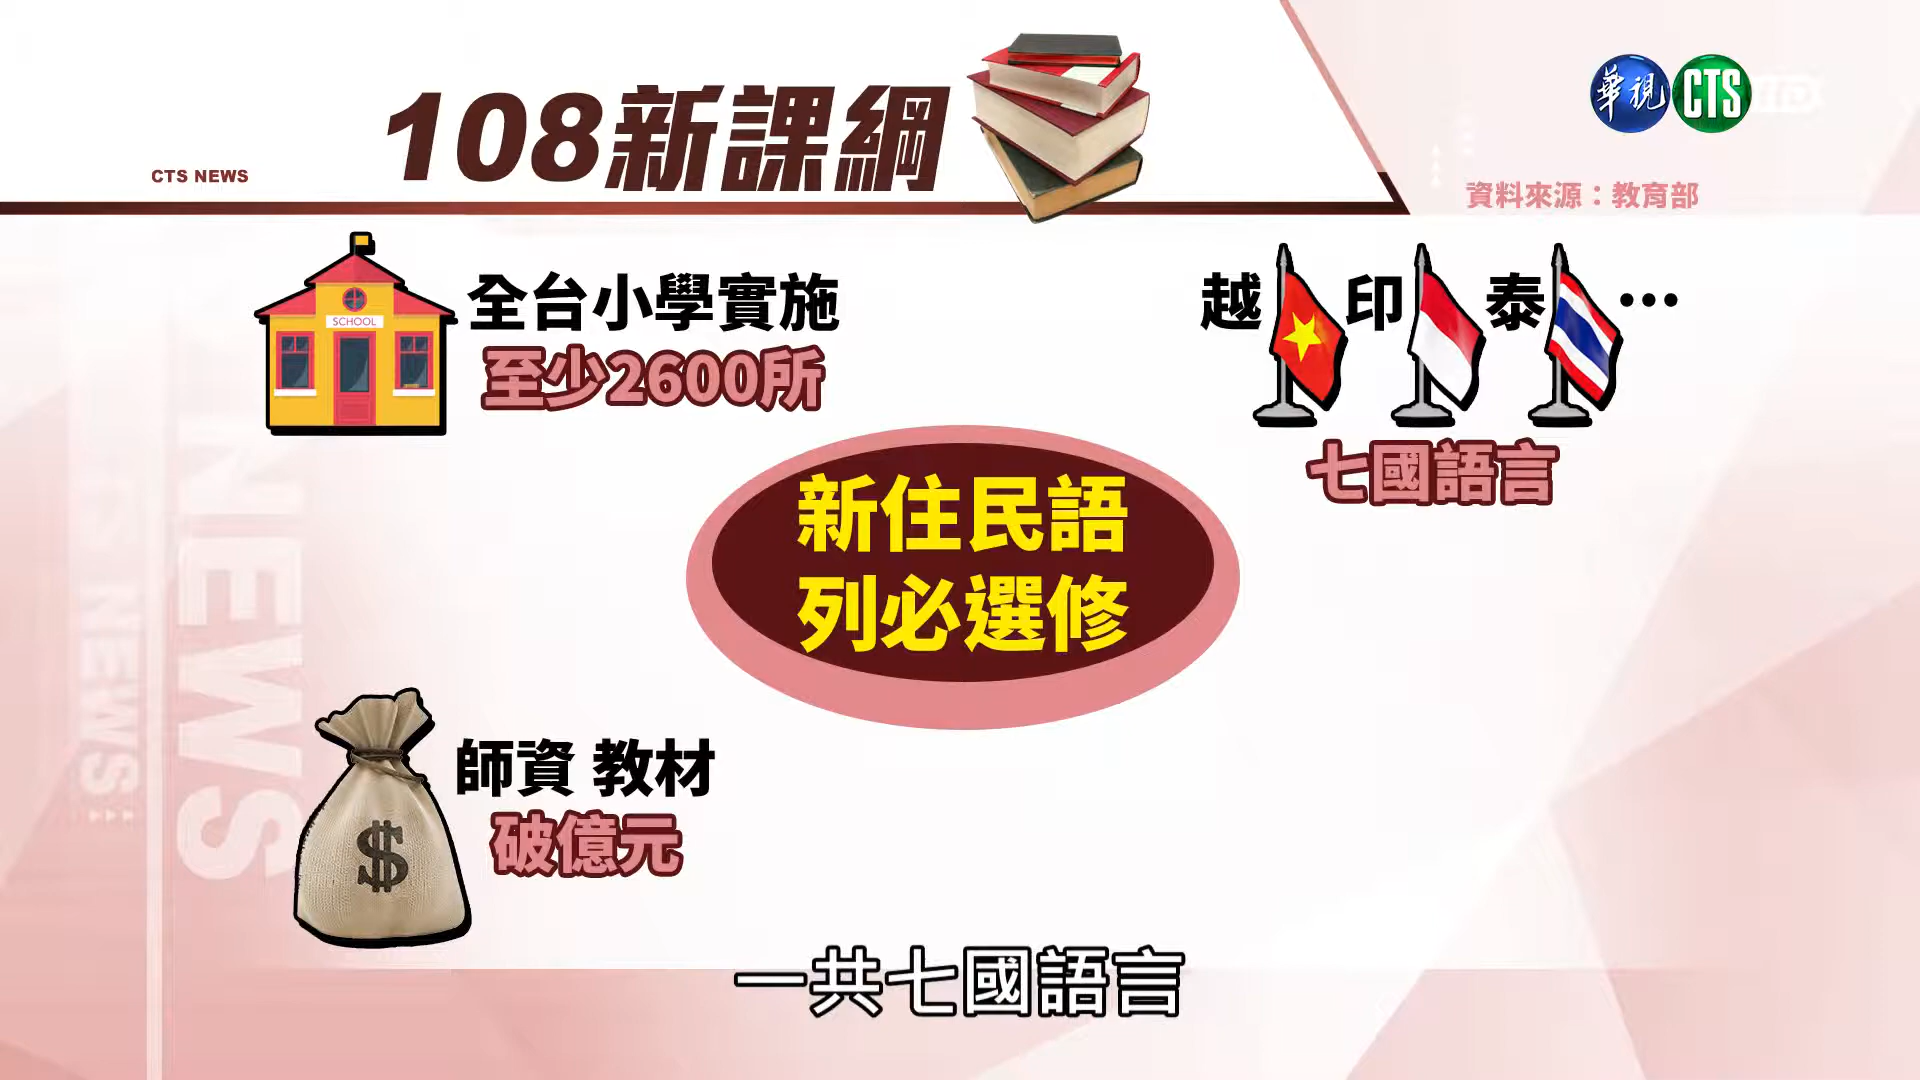 華視 CTS HD
108新課綱
CTS NEWS
資料來源：教育部
SCHOOL
全台小學實施
至少2600所
越 印 泰 …
七國語言
新住民語
列必選修
師資 教材
破億元
$
NEWS
NEWS
一共七國語言